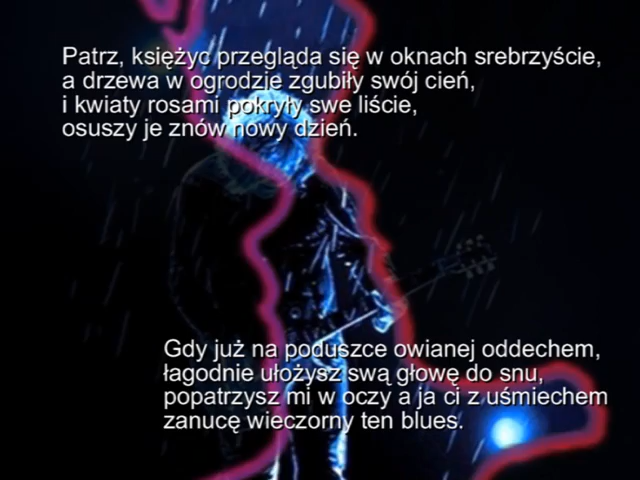 Patrz, księżyc przegląda się w oknach srebrzyście,
a drzewa w ogrodzie zgubiły swój cień,
i kwiaty rosami pokryły swe liście,
osuszy je znów nowy dzień.
Gdy już na poduszce owianej oddechem,
łagodnie ułożysz swą głowę do snu,
popatrzysz mi w oczy a ja ci z uśmiechem
zanucę wieczorny ten blues.